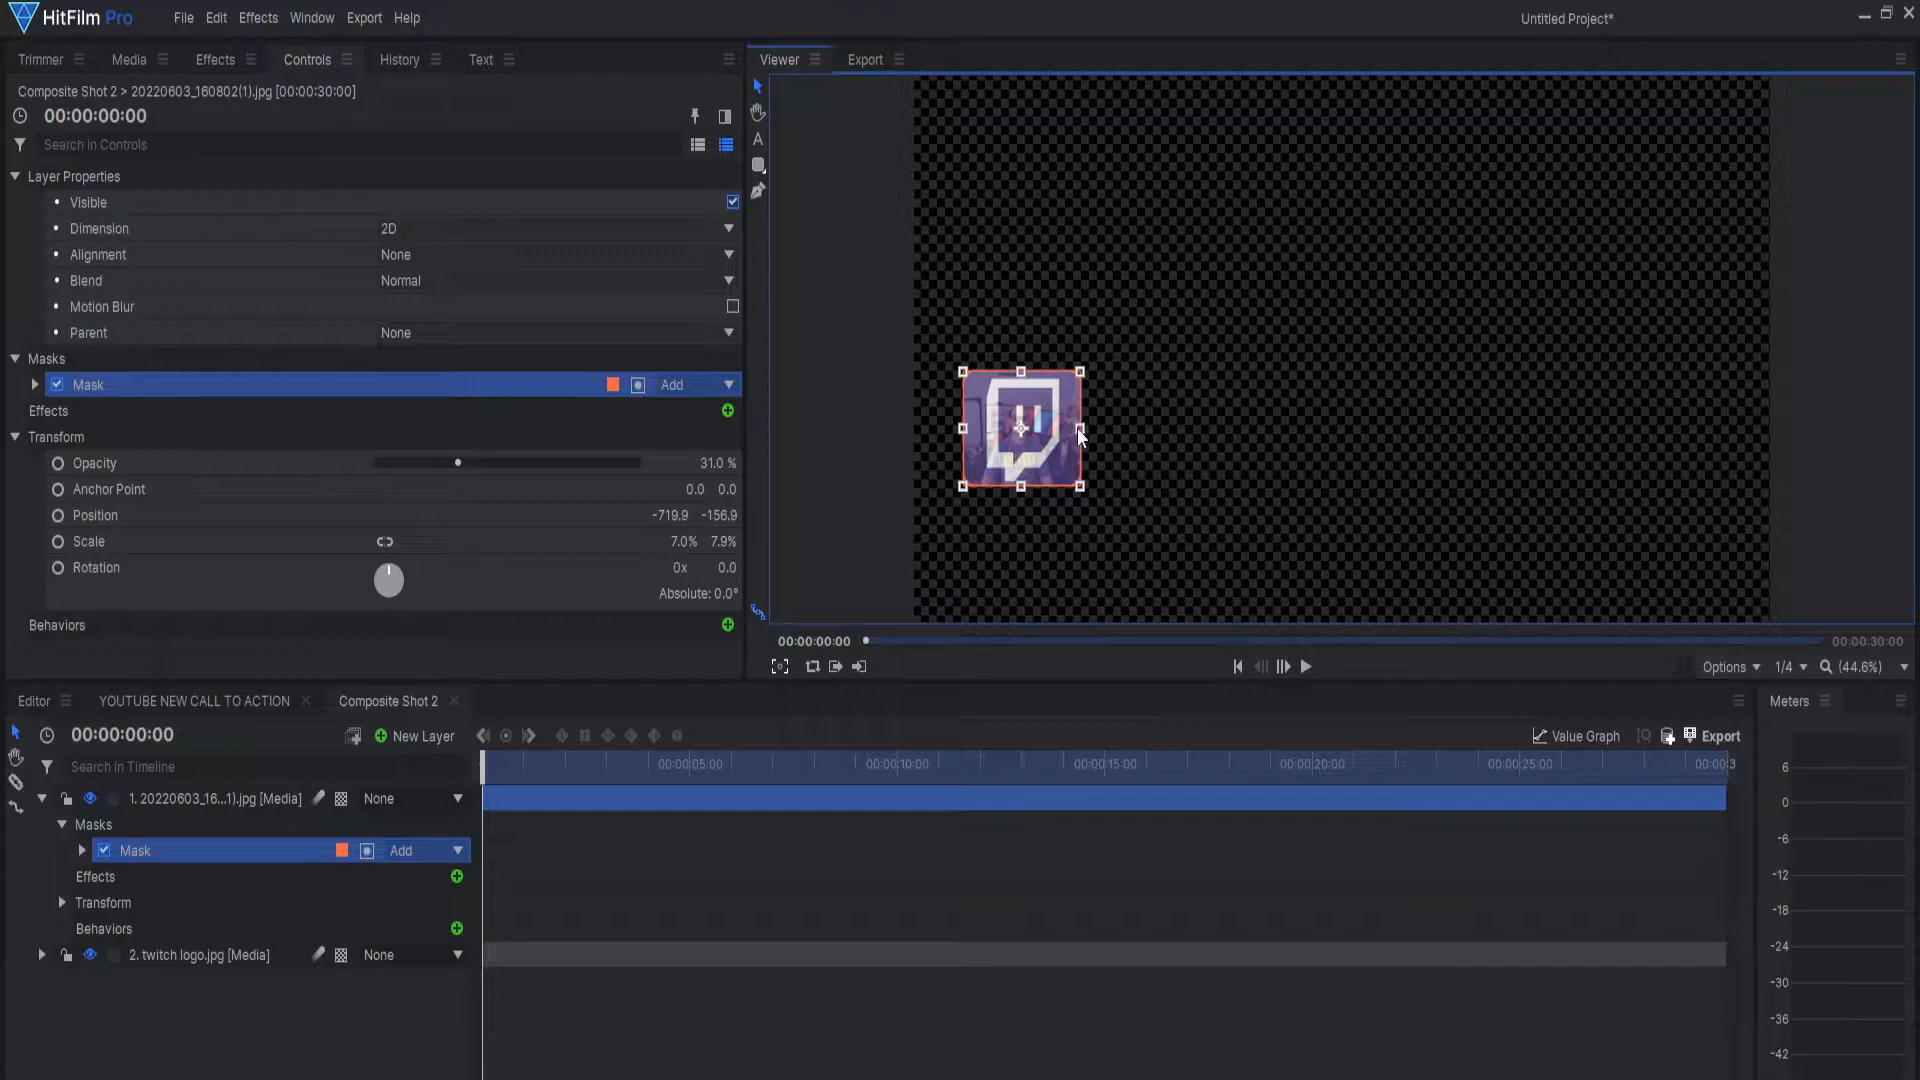 HitFilm Pro
File Edit Effects Window Export Help
Untitled Project*
Trimmer Media Effects Controls History Text
Viewer Export
Composite Shot 2 > 20220603_160802(1).jpg [00:00:30:00]
00:00:00:00
Search in Controls
A
Layer Properties
Visible
Dimension 2D
Alignment None
Blend Normal
Motion Blur
Parent None
Masks
Mask Add
Effects
Transform
Opacity 31.0 %
Anchor Point 0.0 0.0
Position -719.9 -156.9
Scale 7.0% 7.9%
Rotation 0x 0.0
Absolute: 0.0°
Behaviors
00:00:00:00 00:00:30:00
Options 1/4 (44.6%)
Editor YOUTUBE NEW CALL TO ACTION Composite Shot 2
Meters
00:00:00:00 New Layer
Value Graph Export
Search in Timeline
00:00:05:00 00:00:10:00 00:00:15:00 00:00:20:00 00:00:25:00 00:00:3
1. 20220603_16...1).jpg [Media] None
Masks
Mask Add
Effects
Transform
Behaviors
2. twitch logo.jpg [Media] None
6
0
-6
-12
-18
-24
-30
-36
-42